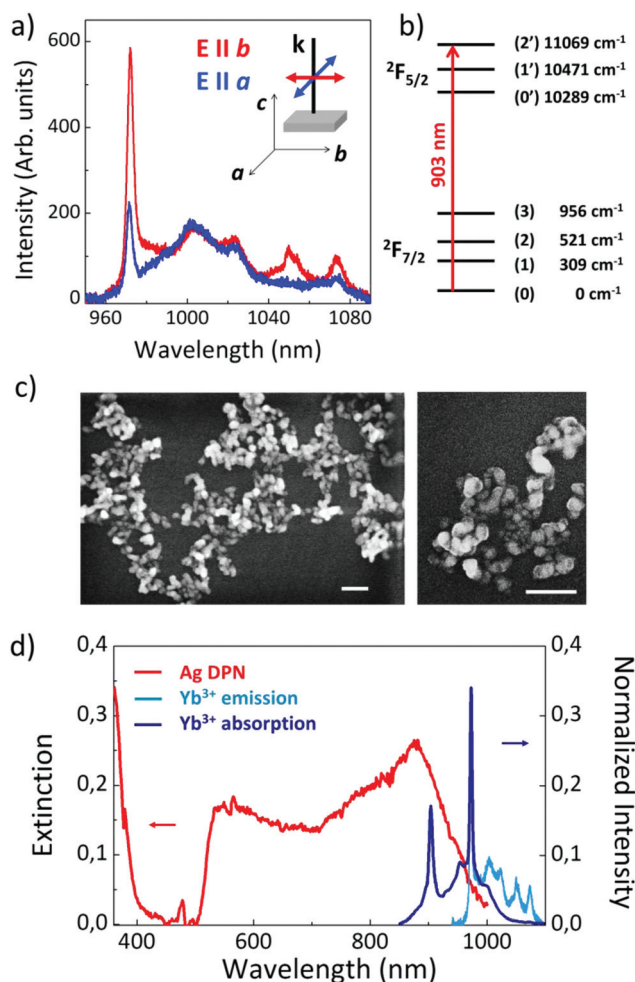 a)
600
400
200
0
Intensity (Arb. units)
E II b
E II a
k
c
a
b
960
1000
1040
1080
Wavelength (nm)
b)
²F₅/₂
(2') 11069 cm⁻¹
(1') 10471 cm⁻¹
(0') 10289 cm⁻¹
903 nm
²F₇/₂
(3) 956 cm⁻¹
(2) 521 cm⁻¹
(1) 309 cm⁻¹
(0) 0 cm⁻¹
c)
d)
0,4
0,3
0,2
0,1
0,0
Extinction
Ag DPN
Yb³⁺ emission
Yb³⁺ absorption
0,4
0,3
0,2
0,1
0,0
Normalized Intensity
400
600
800
1000
Wavelength (nm)